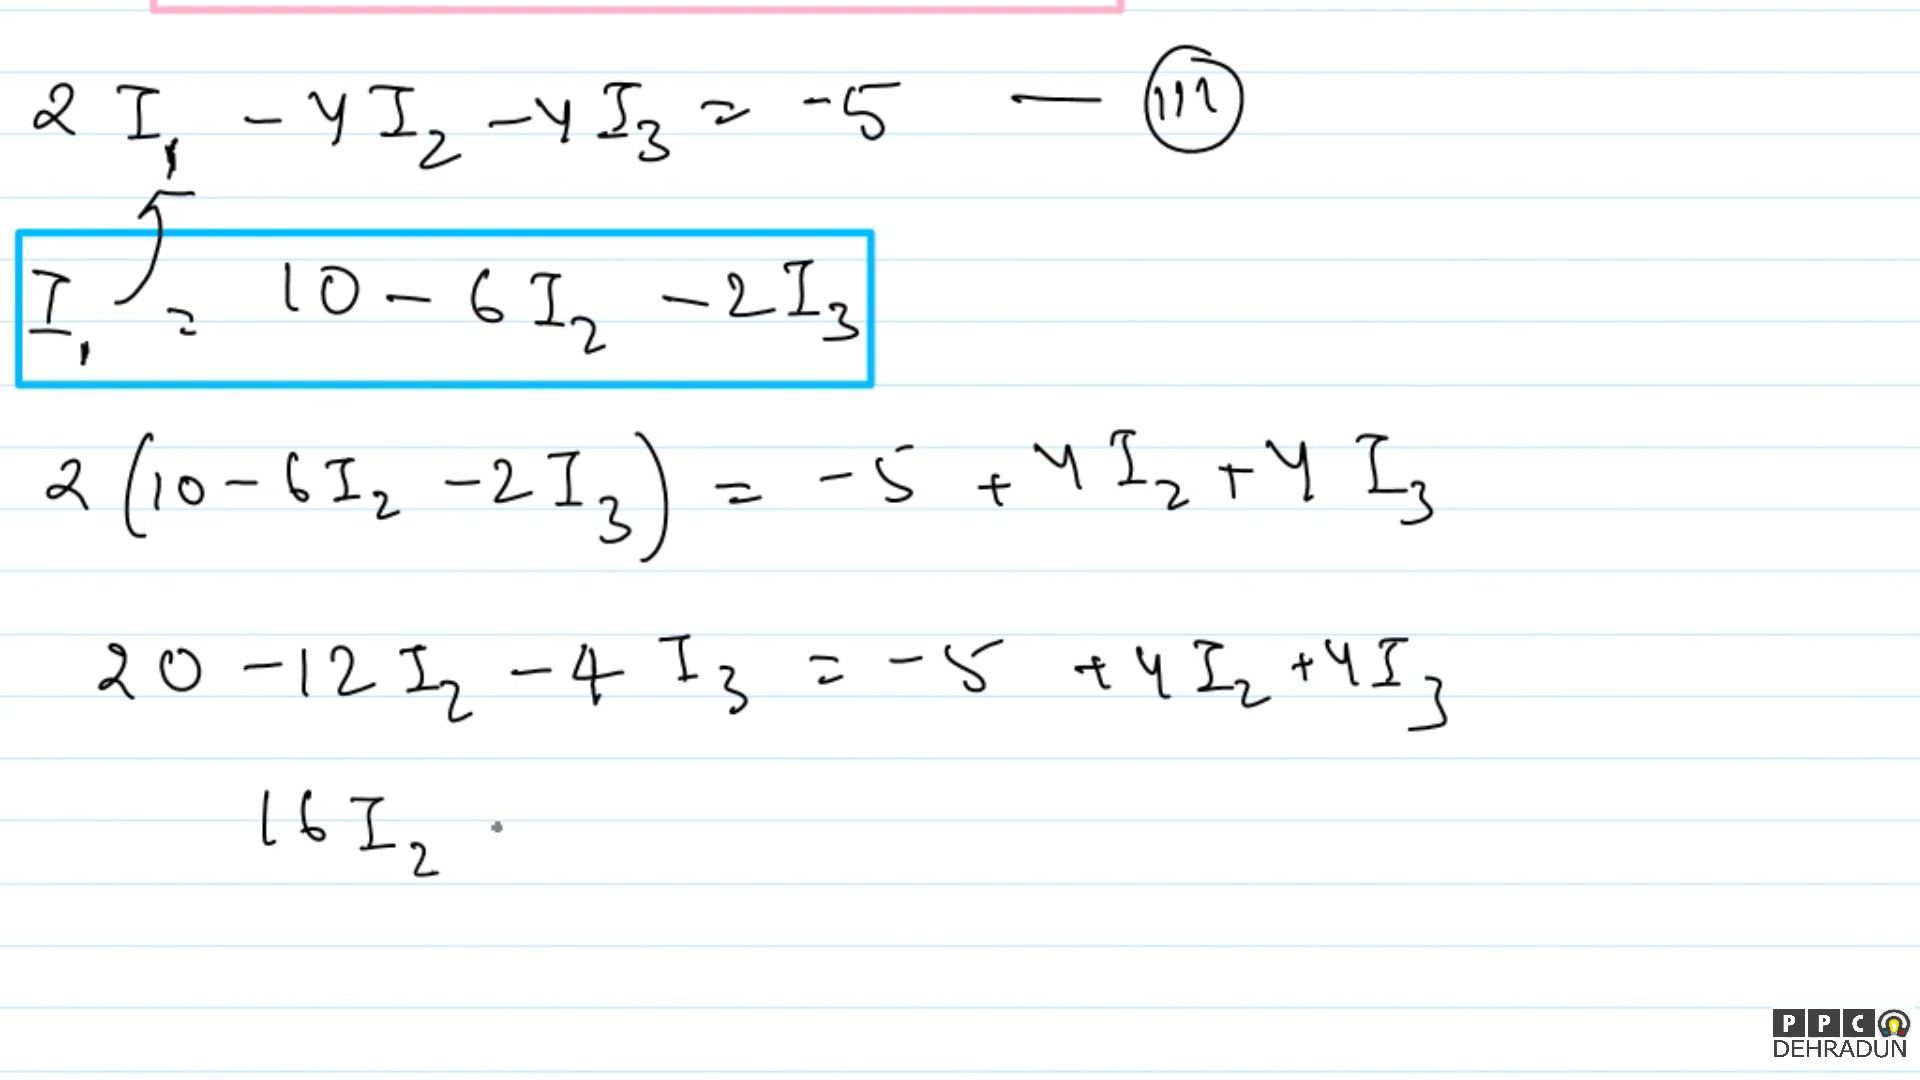 2 I₁ - 4 I₂ - 4 I₃ = -5 — (III)
I₁ = 10 - 6 I₂ - 2 I₃
2 (10 - 6 I₂ - 2 I₃) = -5 + 4 I₂ + 4 I₃
20 - 12 I₂ - 4 I₃ = -5 + 4 I₂ + 4 I₃
16 I₂
PPC
DEHRADUN